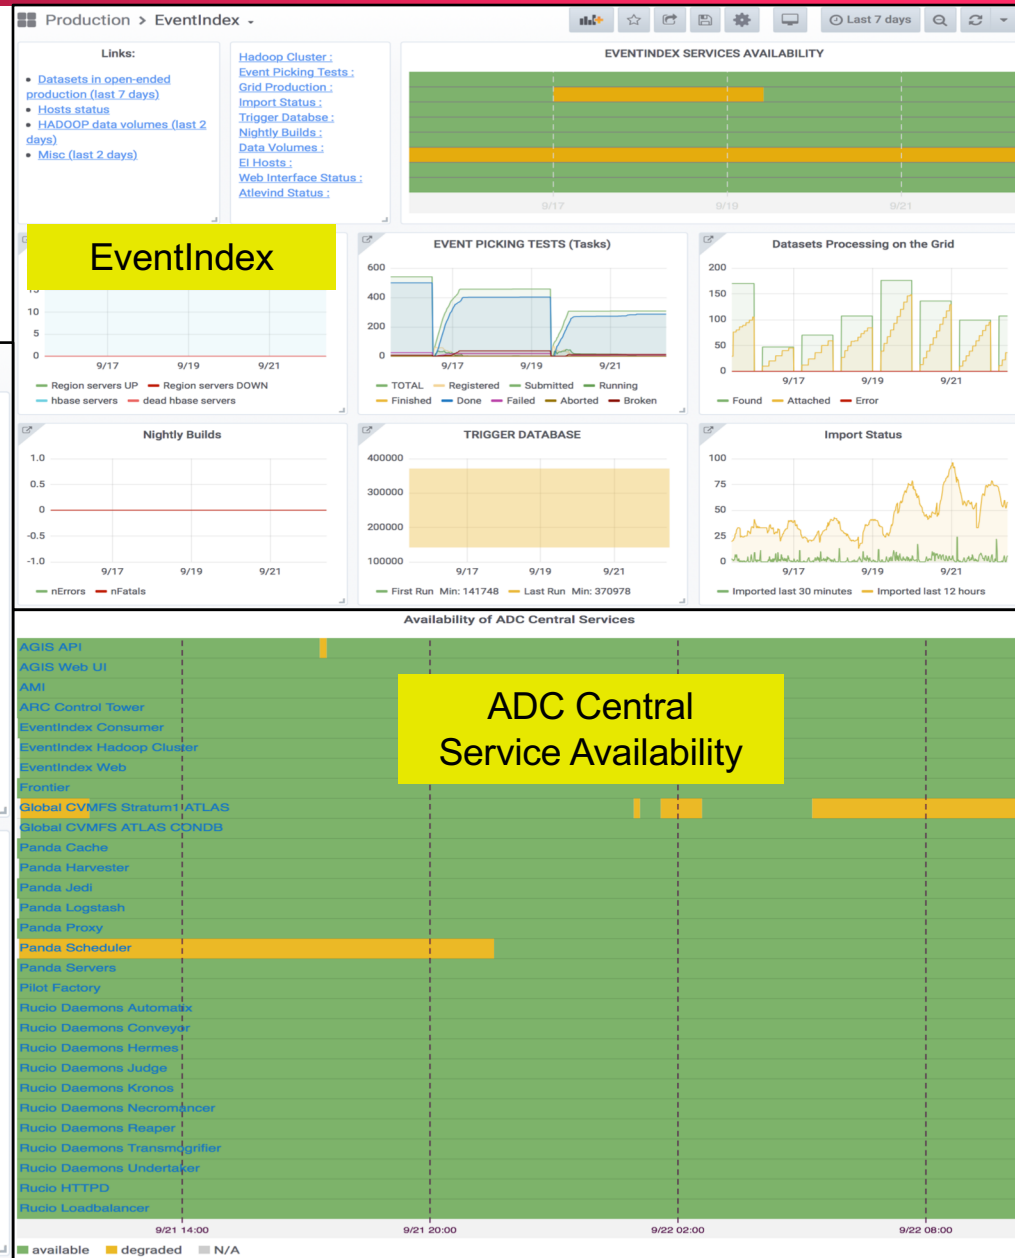 Production > EventIndex
Last 7 days
Links:
Datasets in open-ended
production (last 7 days)
Hosts status
HADOOP data volumes (last 2
days)
Misc (last 2 days)
Hadoop Cluster :
Event Picking Tests :
Grid Production :
Import Status :
Trigger Databse :
Nightly Builds :
Data Volumes :
EI Hosts :
Web Interface Status :
Atlevind Status :
EVENTINDEX SERVICES AVAILABILITY
9/17 9/19 9/21
EventIndex
10
5
0
9/17 9/19 9/21
Region servers UP Region servers DOWN
hbase servers dead hbase servers
EVENT PICKING TESTS (Tasks)
600
400
200
0
9/17 9/19 9/21
TOTAL Registered Submitted Running
Finished Done Failed Aborted Broken
Datasets Processing on the Grid
200
150
100
50
0
9/17 9/19 9/21
Found Attached Error
Nightly Builds
1.0
0.5
0
-0.5
-1.0
9/17 9/19 9/21
nErrors nFatals
TRIGGER DATABASE
400000
300000
200000
100000
9/17 9/19 9/21
First Run Min: 141748 Last Run Min: 370978
Import Status
100
75
50
25
0
9/17 9/19 9/21
Imported last 30 minutes Imported last 12 hours
Availability of ADC Central Services
ADC Central
Service Availability
AGIS API
AGIS Web UI
AMI
ARC Control Tower
EventIndex Consumer
EventIndex Hadoop Cluster
EventIndex Web
Frontier
Global CVMFS Stratum1 ATLAS
Global CVMFS ATLAS CONDB
Panda Cache
Panda Harvester
Panda Jedi
Panda Logstash
Panda Proxy
Panda Scheduler
Panda Servers
Pilot Factory
Rucio Daemons Automatix
Rucio Daemons Conveyor
Rucio Daemons Hermes
Rucio Daemons Judge
Rucio Daemons Kronos
Rucio Daemons Necromancer
Rucio Daemons Reaper
Rucio Daemons Transmogrifier
Rucio Daemons Undertaker
Rucio HTTPD
Rucio Loadbalancer
9/21 14:00 9/21 20:00 9/22 02:00 9/22 08:00
available degraded N/A